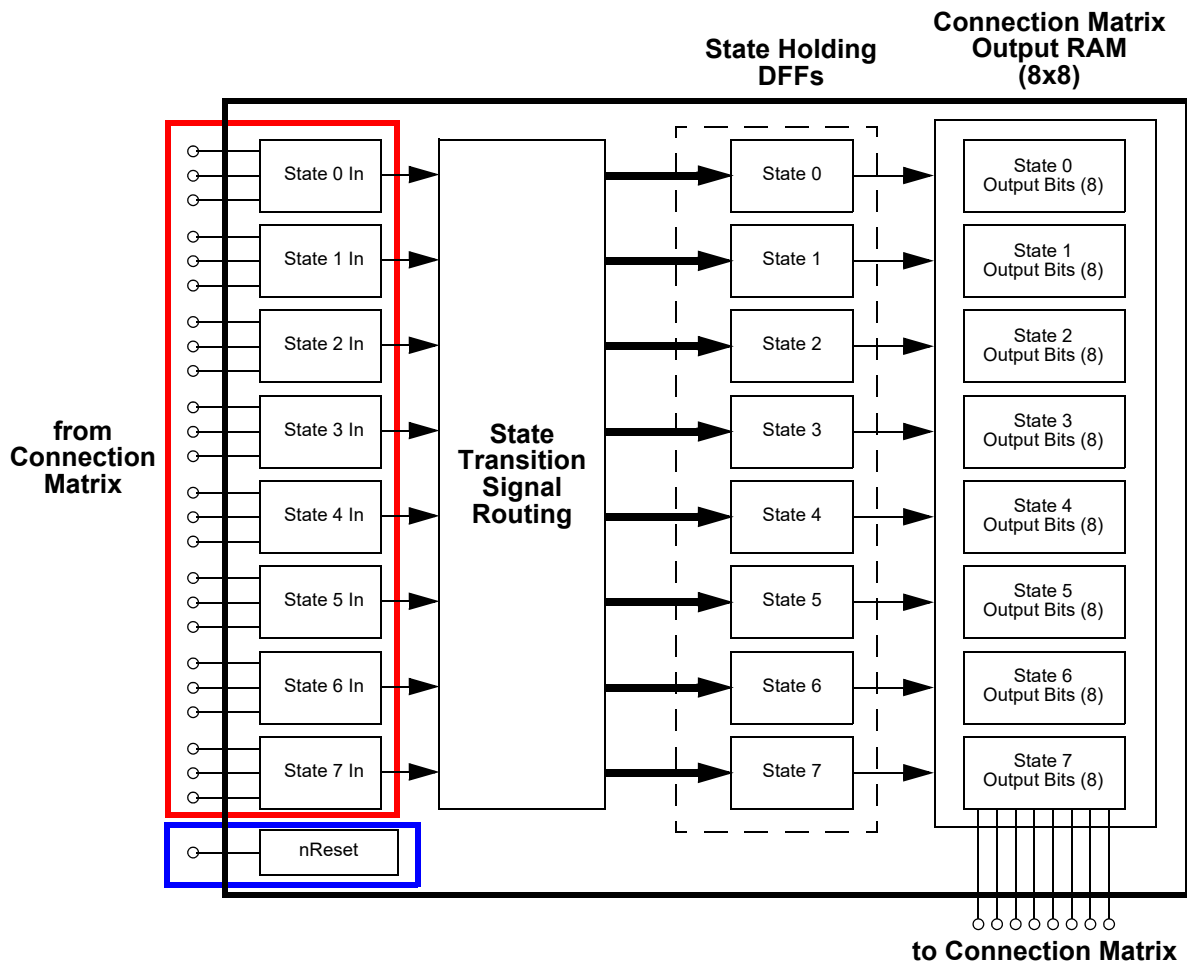 Connection Matrix
Output RAM
(8x8)
State Holding
DFFs
from
Connection
Matrix
State 0 In
State 1 In
State 2 In
State 3 In
State 4 In
State 5 In
State 6 In
State 7 In
nReset
State
Transition
Signal
Routing
State 0
State 1
State 2
State 3
State 4
State 5
State 6
State 7
State 0
Output Bits (8)
State 1
Output Bits (8)
State 2
Output Bits (8)
State 3
Output Bits (8)
State 4
Output Bits (8)
State 5
Output Bits (8)
State 6
Output Bits (8)
State 7
Output Bits (8)
to Connection Matrix